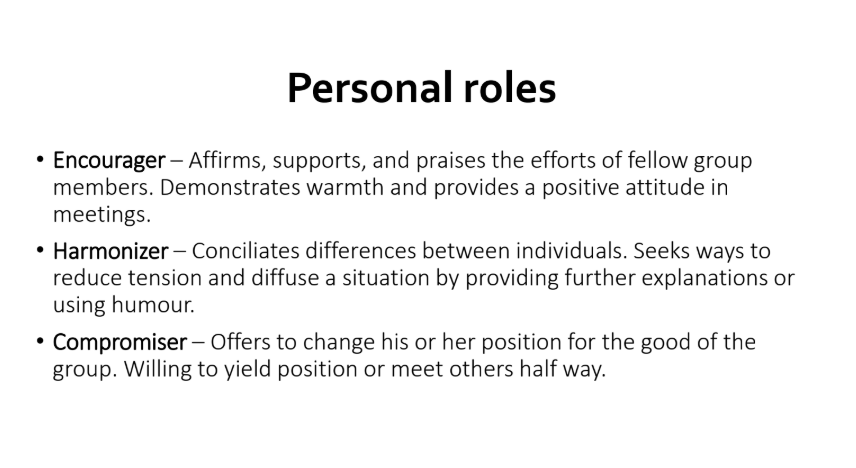 Personal roles
• Encourager – Affirms, supports, and praises the efforts of fellow group
members. Demonstrates warmth and provides a positive attitude in
meetings.
• Harmonizer – Conciliates differences between individuals. Seeks ways to
reduce tension and diffuse a situation by providing further explanations or
using humour.
• Compromiser – Offers to change his or her position for the good of the
group. Willing to yield position or meet others half way.